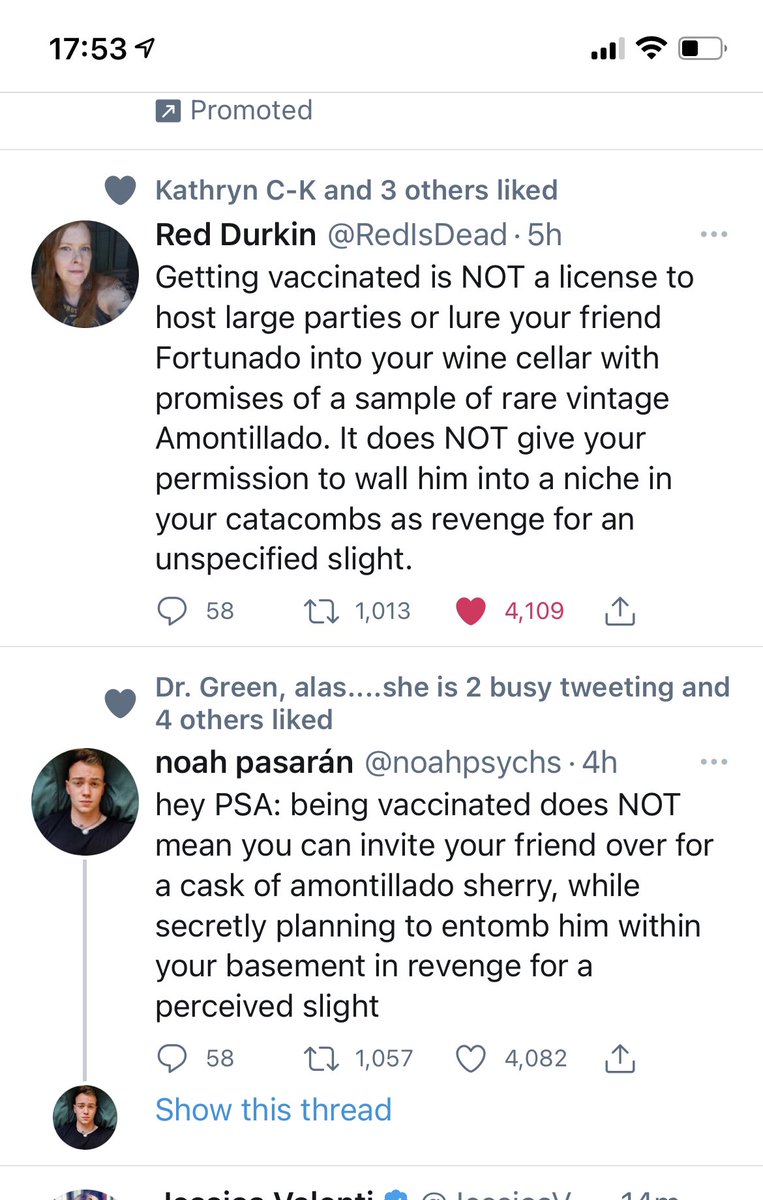 17:53
Promoted
Kathryn C-K and 3 others liked
Red Durkin @RedIsDead · 5h
Getting vaccinated is NOT a license to
host large parties or lure your friend
Fortunado into your wine cellar with
promises of a sample of rare vintage
Amontillado. It does NOT give your
permission to wall him into a niche in
your catacombs as revenge for an
unspecified slight.
58 1,013 4,109
Dr. Green, alas....she is 2 busy tweeting and
4 others liked
noah pasarán @noahpsychs · 4h
hey PSA: being vaccinated does NOT
mean you can invite your friend over for
a cask of amontillado sherry, while
secretly planning to entomb him within
your basement in revenge for a
perceived slight
58 1,057 4,082
Show this thread
Jessica Valenti @JessicaV... · 14m